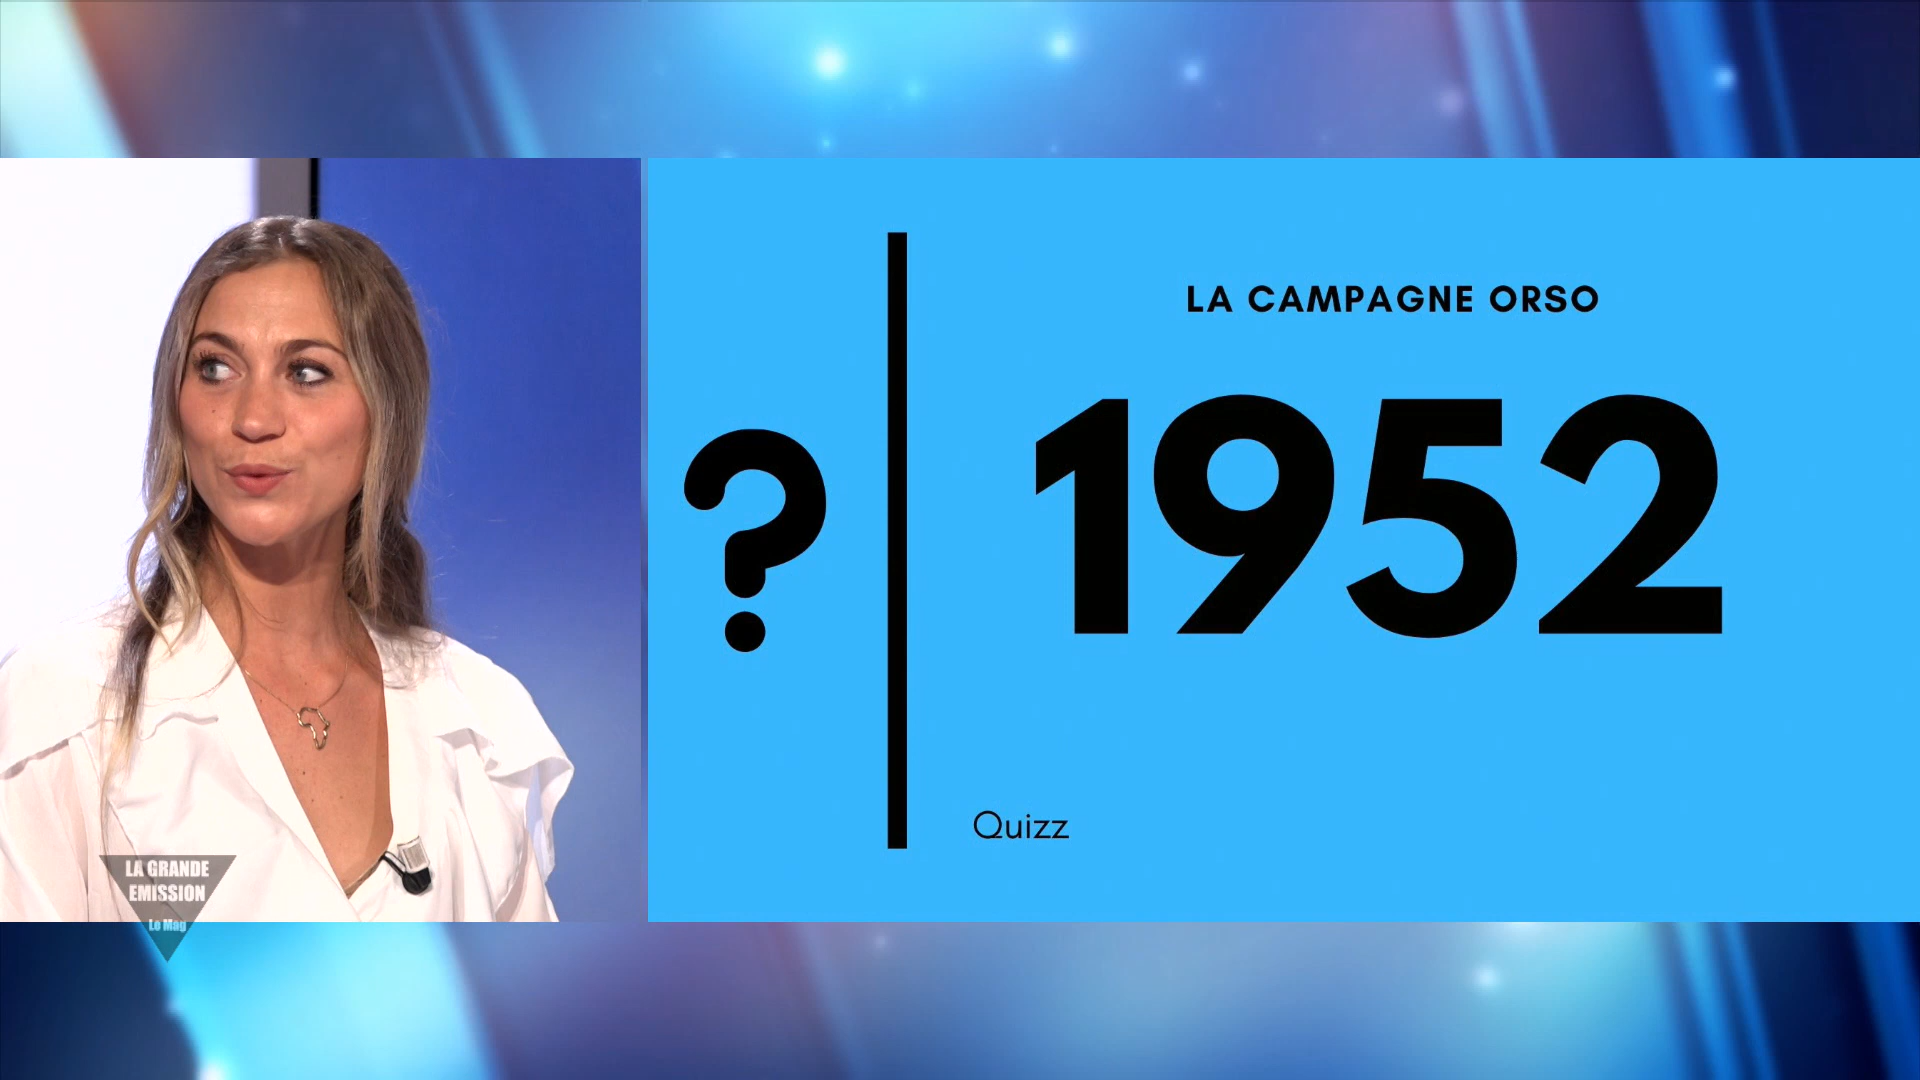 LA CAMPAGNE ORSO
?
1952
Quizz
LA GRANDE
EMISSION
Le Mag